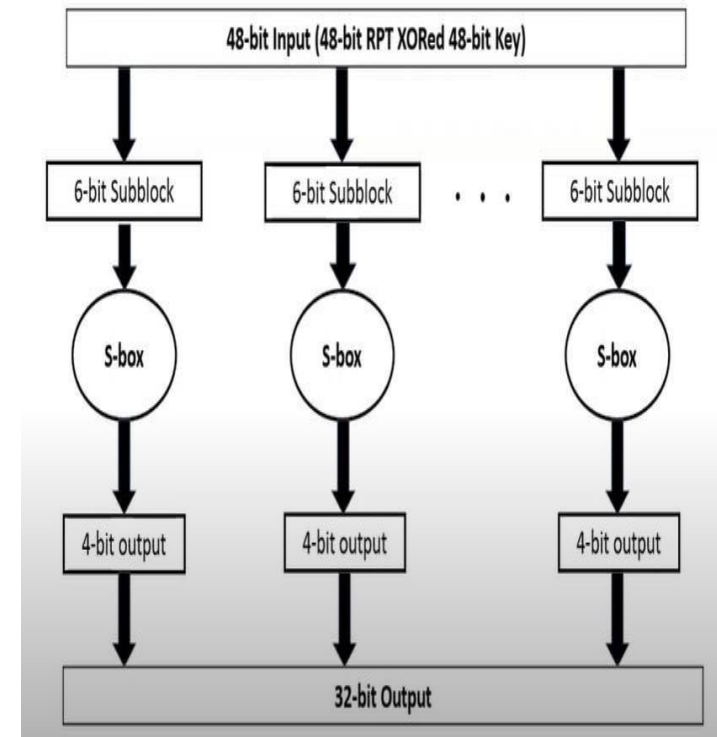 48-bit Input (48-bit RPT XORed 48-bit Key)
6-bit Subblock
6-bit Subblock
. . .
6-bit Subblock
S-box
S-box
S-box
4-bit output
4-bit output
4-bit output
32-bit Output